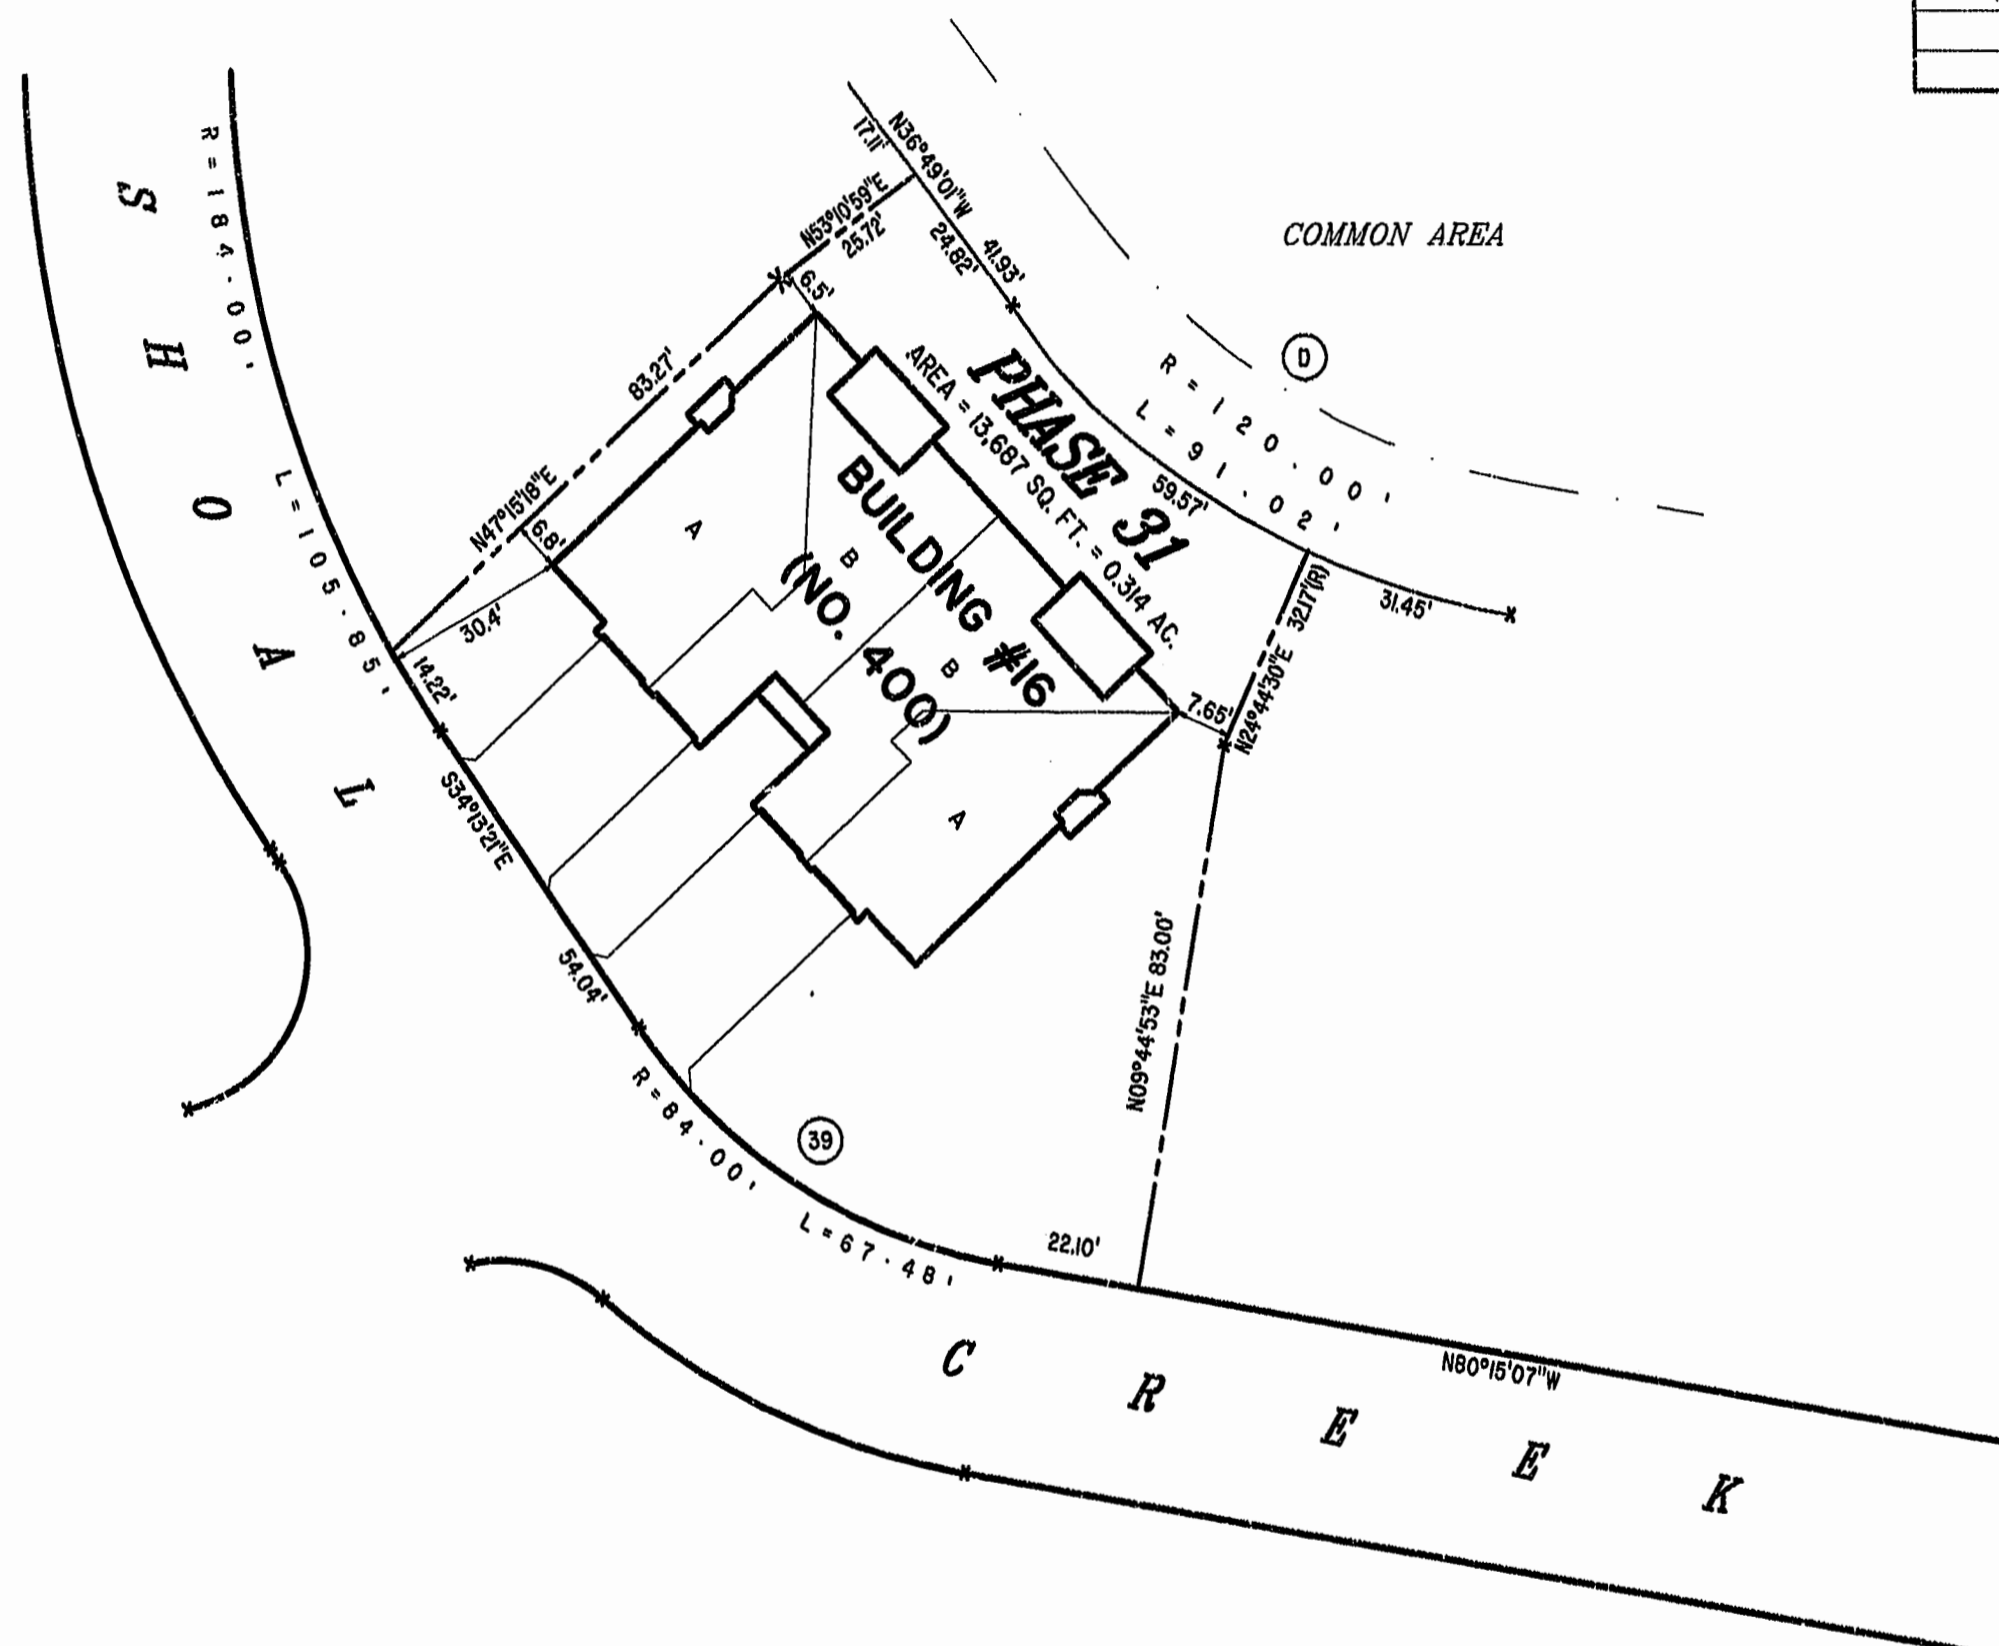 N36°49'01"W
17.11'
41.93'
24.82'
N53°10'59"E
25.72'
6.5'
COMMON AREA
D
R=184.00'
L=105.85'
SHOAL
83.27'
N47°15'18"E
6.8'
30.4'
14.22'
PHASE 31
AREA = 13,687 SQ. FT. = 0.314 AC.
R=120.00'
L=91.02'
59.57'
31.45'
BUILDING #16
(NO. 400)
A
B
B
A
7.65'
N24°44'30"E 32.17'(R)
S34°13'21"E
54.04'
N09°44'53"E 83.00'
39
R=84.00'
L=67.48'
22.10'
N80°15'07"W
CREEK